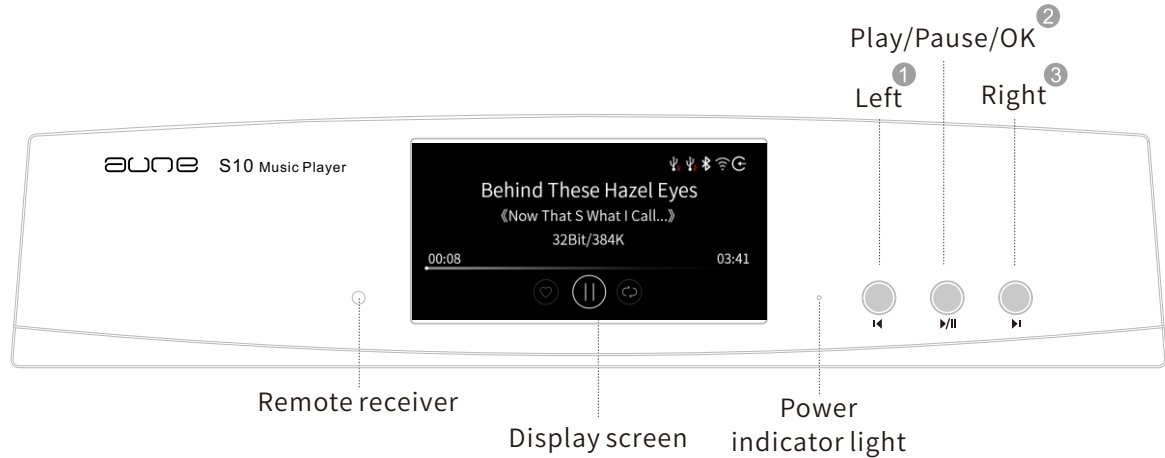 Play/Pause/OK 2
Left 1
Right 3
aune S10 Music Player
Behind These Hazel Eyes
《Now That S What I Call...》
32Bit/384K
00:08 03:41
Remote receiver
Display screen
Power
indicator light